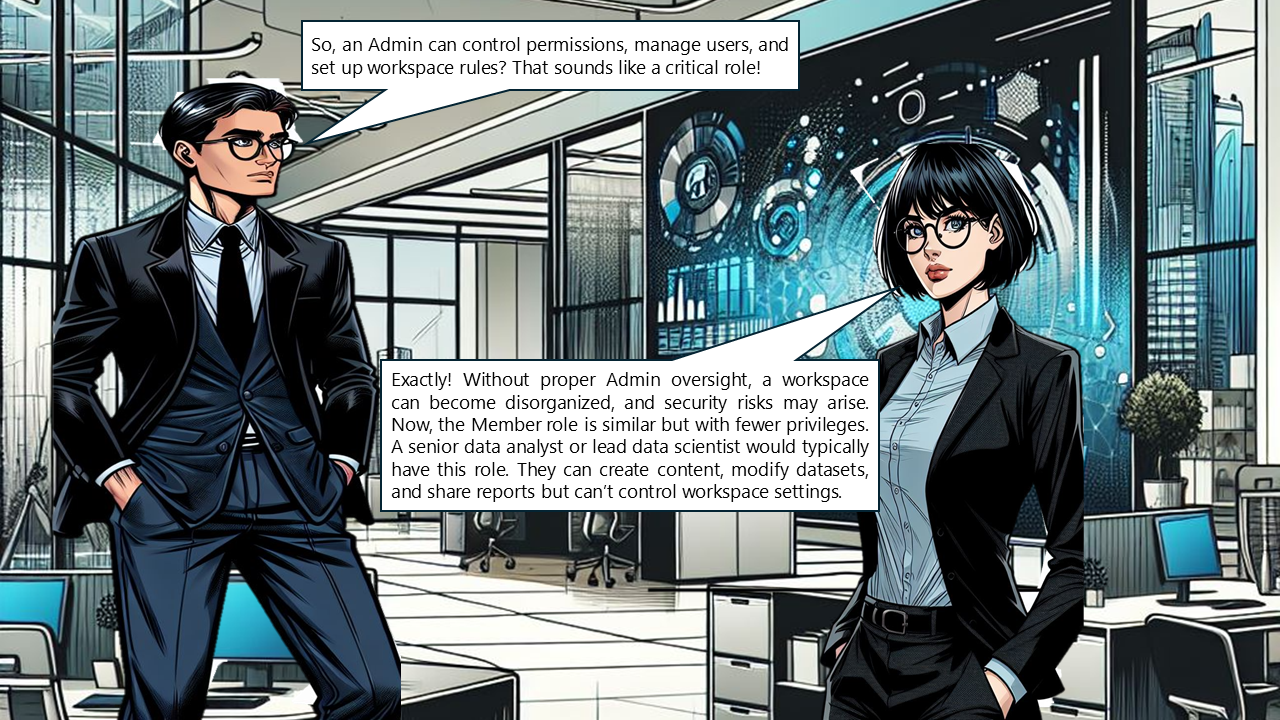 So, an Admin can control permissions, manage users, and
set up workspace rules? That sounds like a critical role!
Exactly! Without proper Admin oversight, a workspace
can become disorganized, and security risks may arise.
Now, the Member role is similar but with fewer privileges.
A senior data analyst or lead data scientist would typically
have this role. They can create content, modify datasets,
and share reports but can’t control workspace settings.